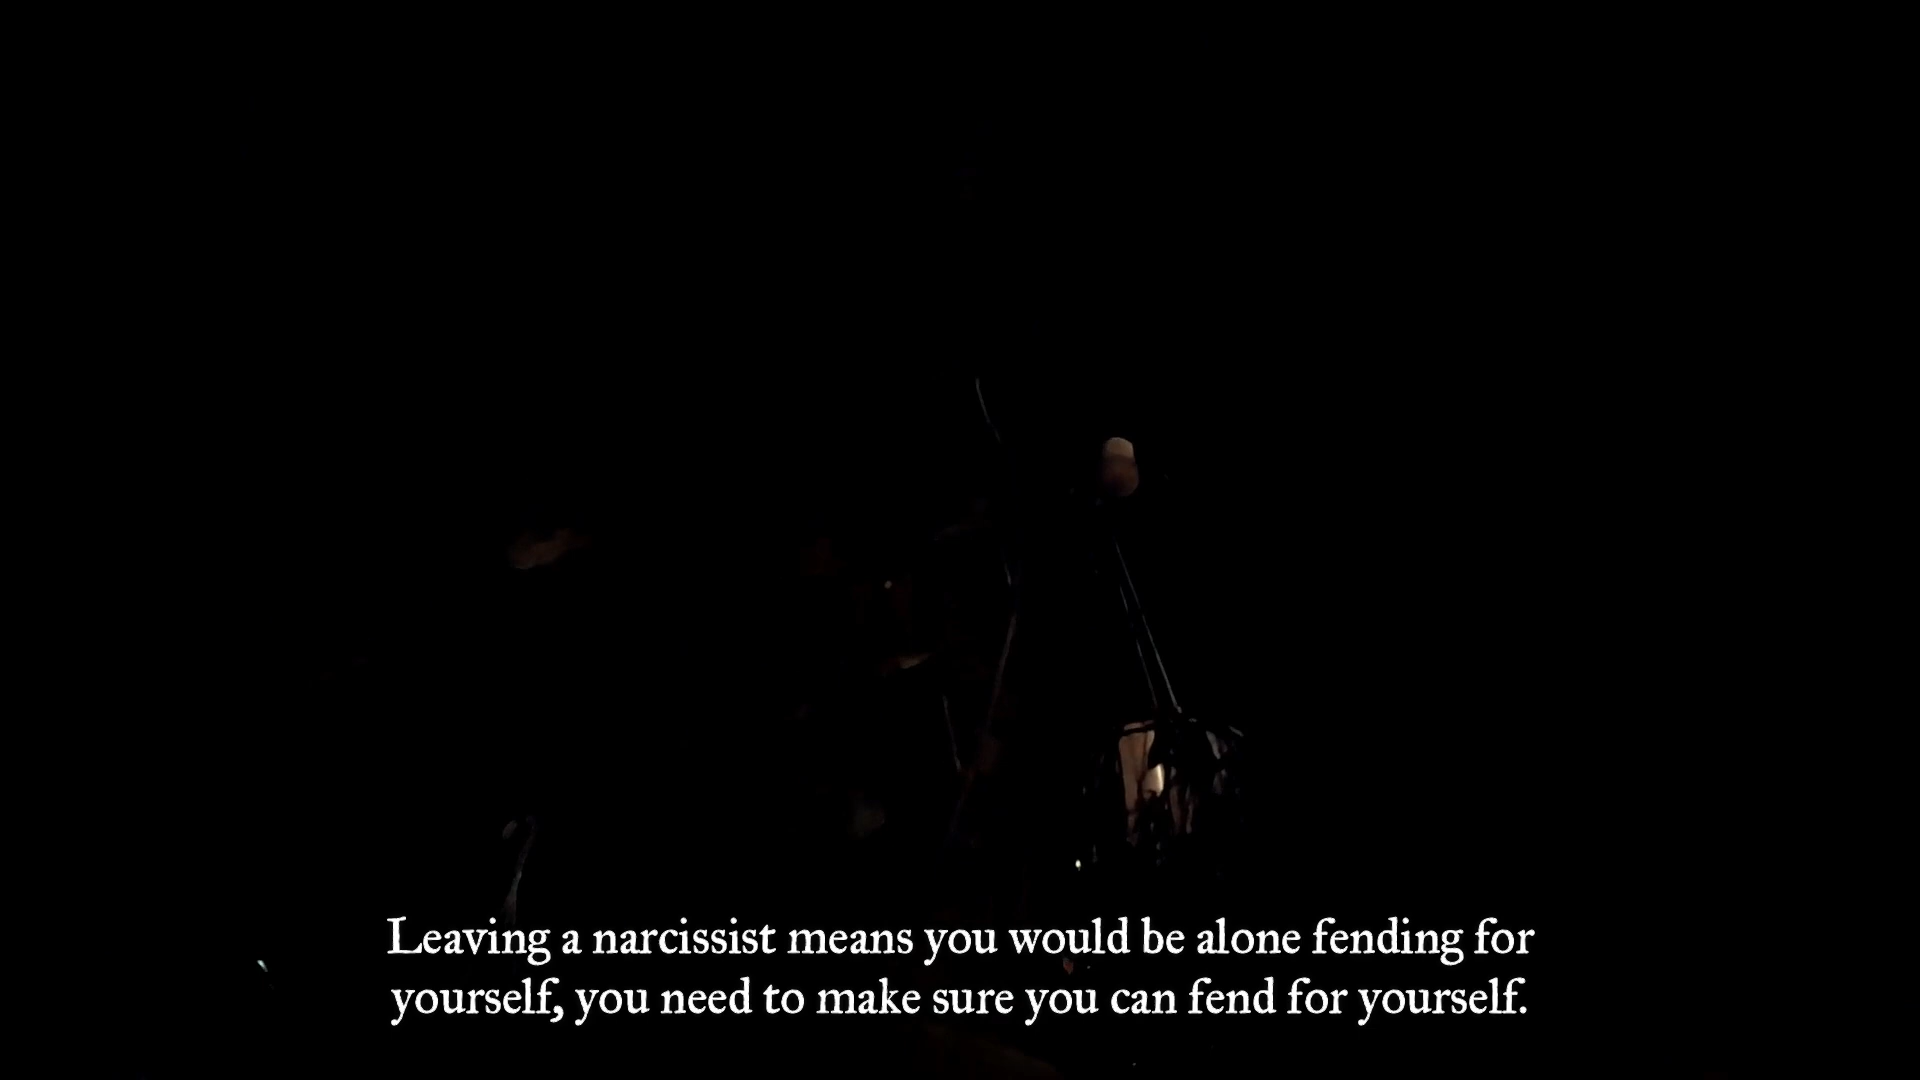 Leaving a narcissist means you would be alone fending for
yourself, you need to make sure you can fend for yourself.